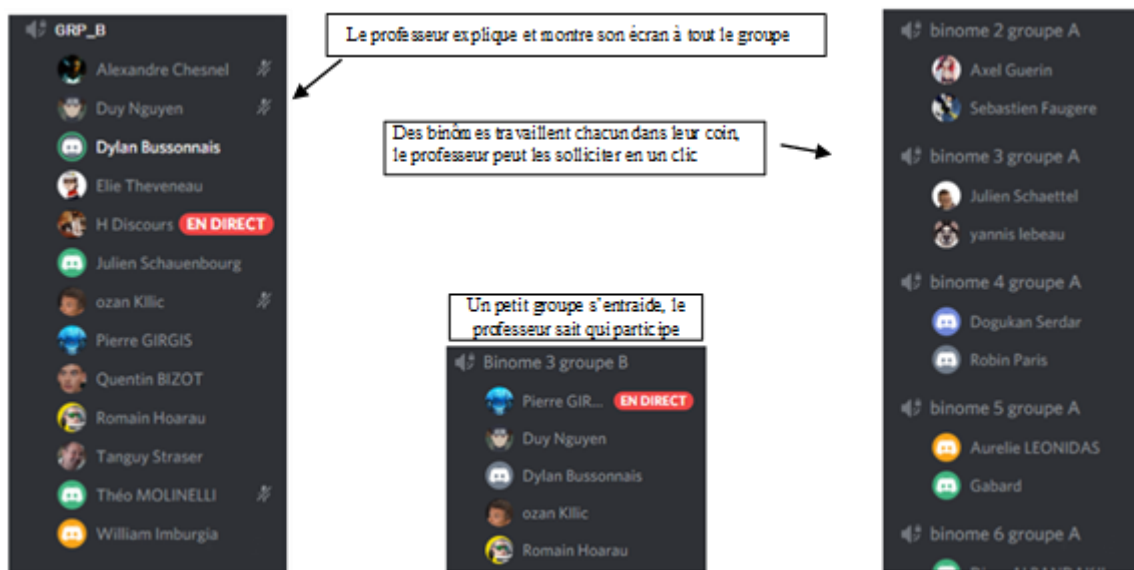 GRP_B
Alexandre Chesnel
Duy Nguyen
Dylan Bussonnais
Elie Theveneau
H Discours EN DIRECT
Julien Schauenbourg
ozan Kllic
Pierre GIRGIS
Quentin BIZOT
Romain Hoarau
Tanguy Straser
Théo MOLINELLI
William Imburgia
Le professeur explique et montre son écran à tout le groupe
Des binômes travaillent chacun dans leur coin,
le professeur peut les solliciter en un clic
Un petit groupe s'entraide, le
professeur sait qui participe
Binome 3 groupe B
Pierre GIR... EN DIRECT
Duy Nguyen
Dylan Bussonnais
ozan Kllic
Romain Hoarau
binome 2 groupe A
Axel Guerin
Sebastien Faugere
binome 3 groupe A
Julien Schaettel
yannis lebeau
binome 4 groupe A
Dogukan Serdar
Robin Paris
binome 5 groupe A
Aurelie LEONIDAS
Gabard
binome 6 groupe A